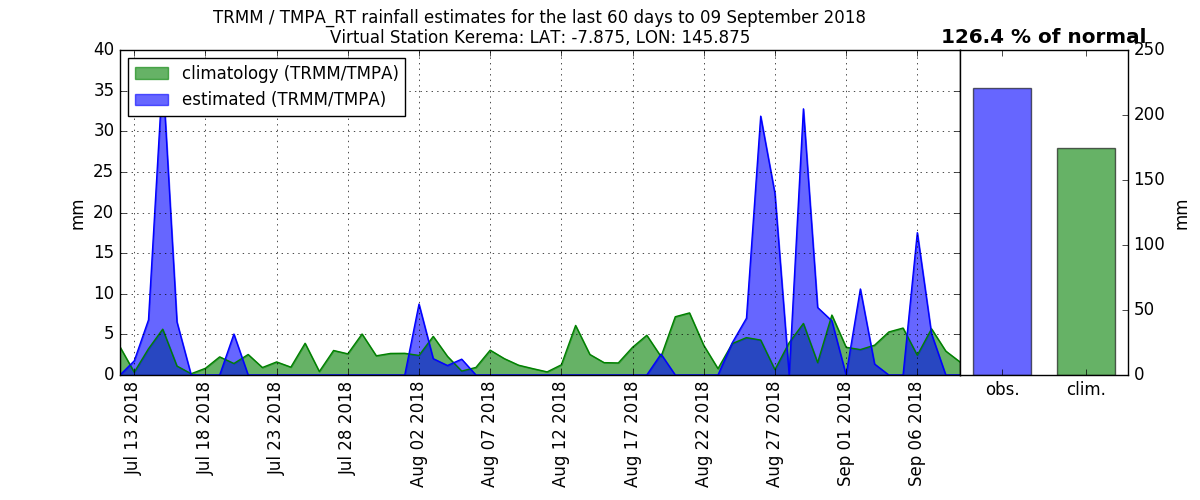 TRMM / TMPA_RT rainfall estimates for the last 60 days to 09 September 2018
Virtual Station Kerema: LAT: -7.875, LON: 145.875
126.4 % of normal
climatology (TRMM/TMPA)
estimated (TRMM/TMPA)
40
35
30
25
20
15
10
5
0
mm
250
200
150
100
50
0
mm
obs.
clim.
Jul 13 2018
Jul 18 2018
Jul 23 2018
Jul 28 2018
Aug 02 2018
Aug 07 2018
Aug 12 2018
Aug 17 2018
Aug 22 2018
Aug 27 2018
Sep 01 2018
Sep 06 2018